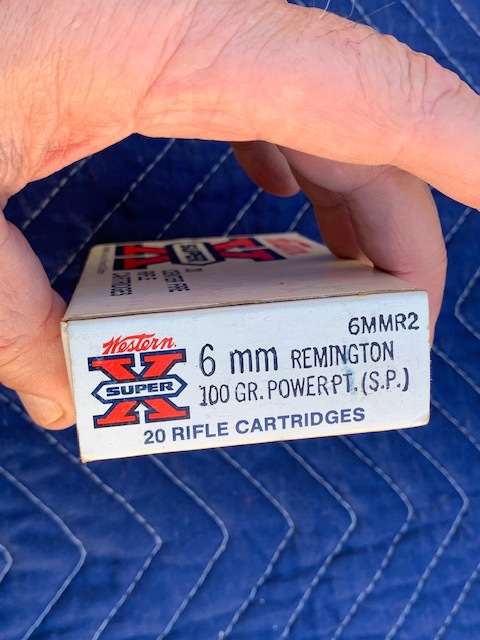 6MMR2
Western
X
SUPER
6 mm REMINGTON
100 GR. POWER-PT. (S.P.)
20 RIFLE CARTRIDGES